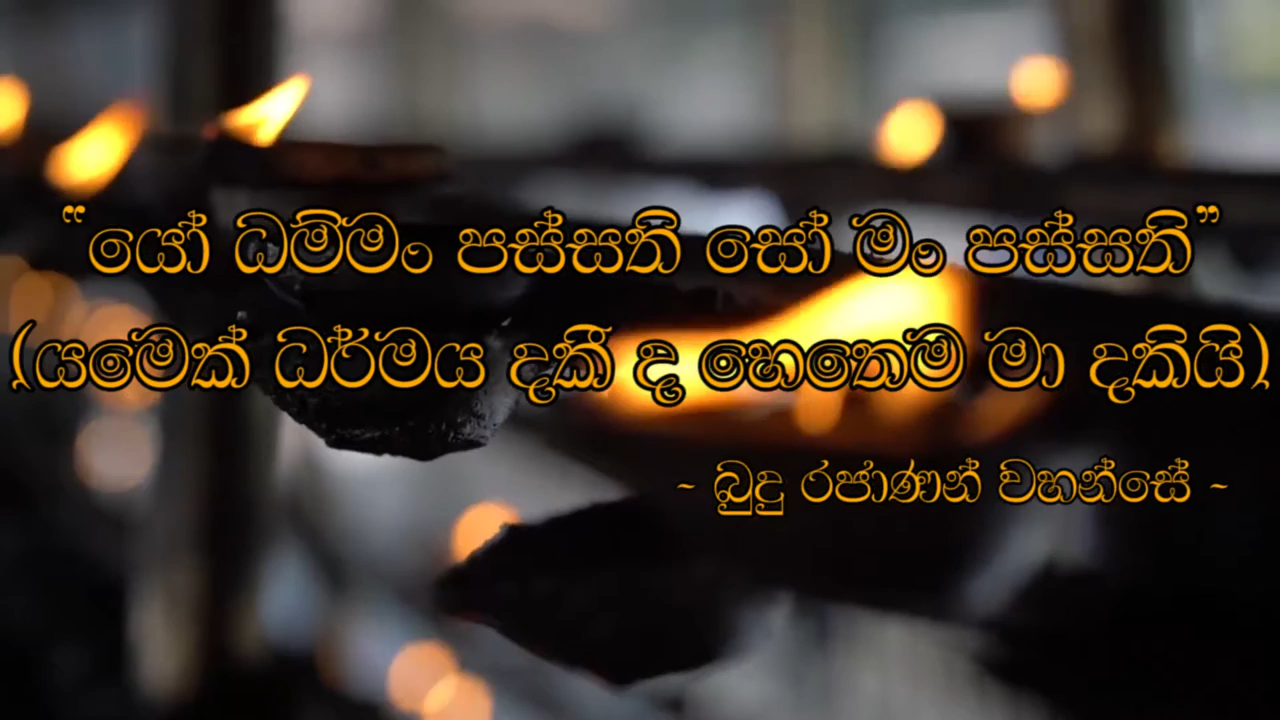 “යෝ ධම්මං පස්සති සෝ මං පස්සති”
(යමෙක් ධර්මය දකී ද හෙතෙම මා දකියි)
~ බුදු රජාණන් වහන්සේ ~